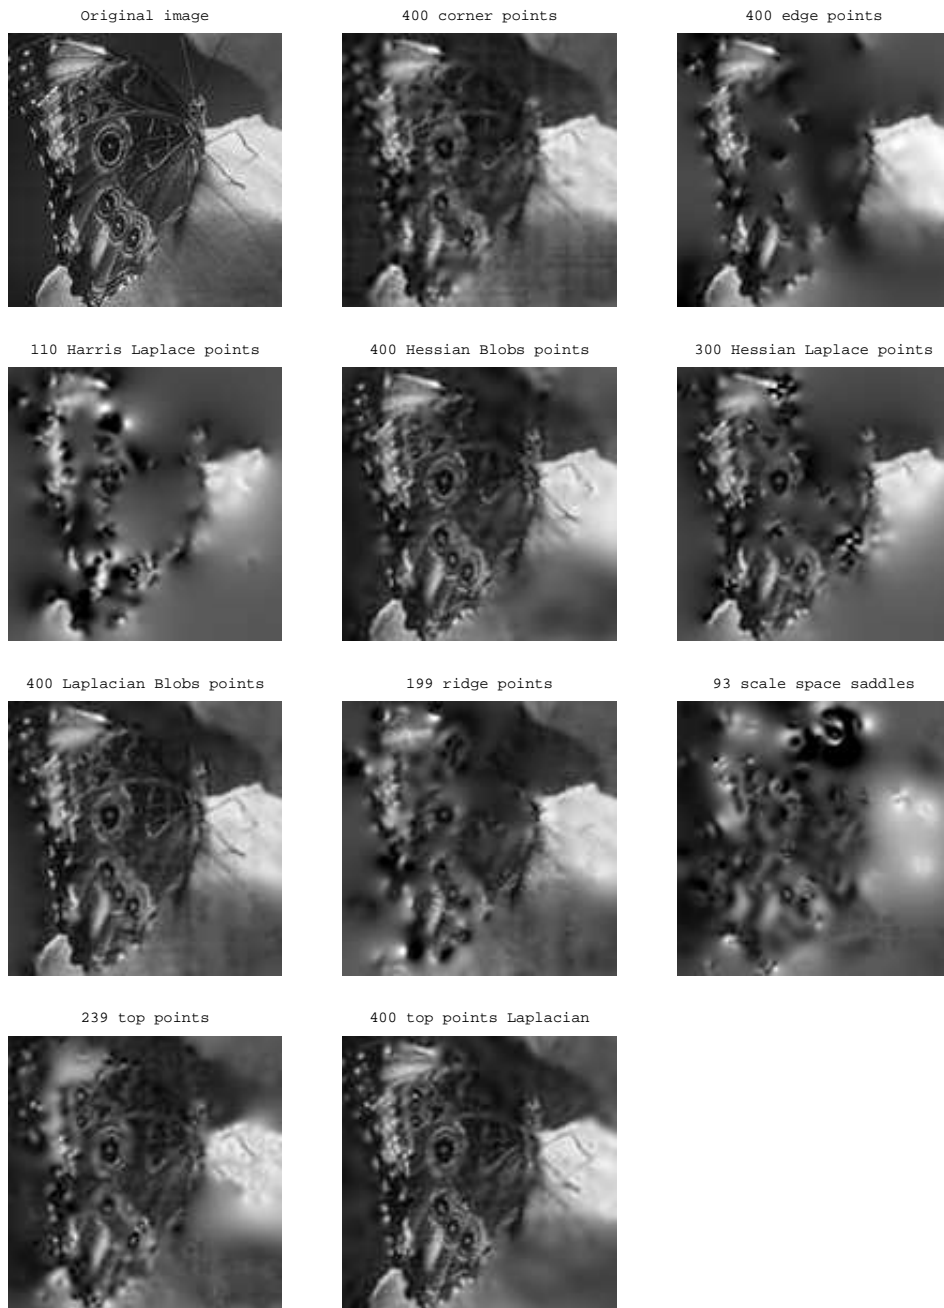 Original image
400 corner points
400 edge points
110 Harris Laplace points
400 Hessian Blobs points
300 Hessian Laplace points
400 Laplacian Blobs points
199 ridge points
93 scale space saddles
239 top points
400 top points Laplacian